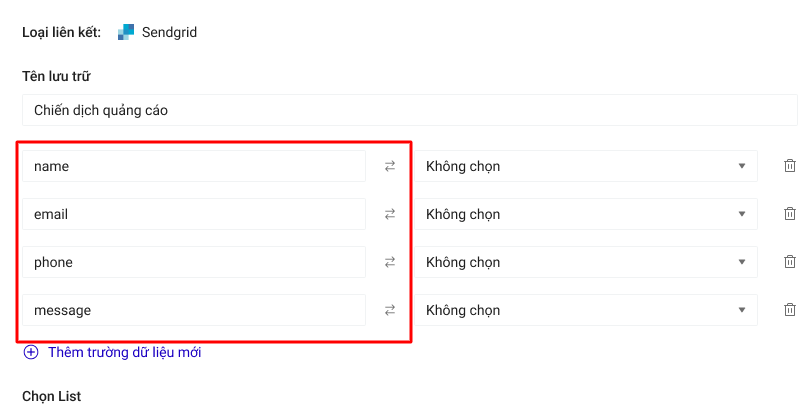 Loại liên kết: Sendgrid
Tên lưu trữ
Chiến dịch quảng cáo
name Không chọn
email Không chọn
phone Không chọn
message Không chọn
Thêm trường dữ liệu mới
Chọn List